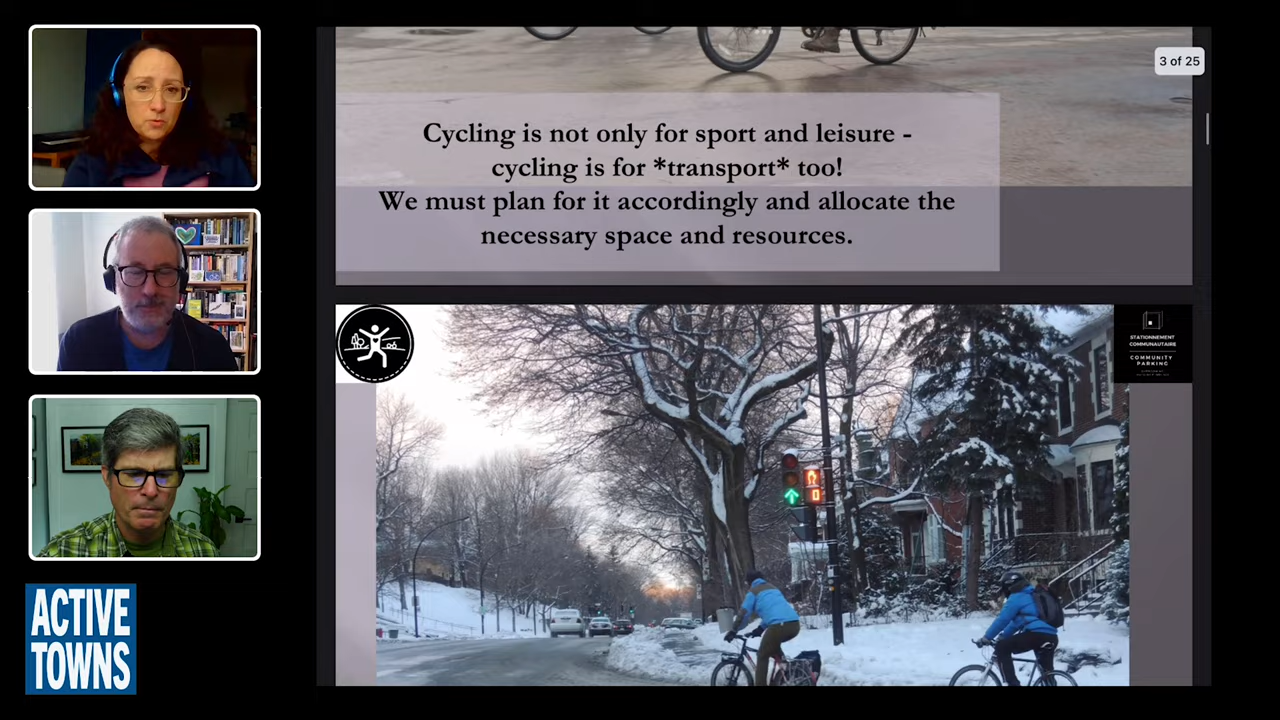 3 of 25
Cycling is not only for sport and leisure -
cycling is for *transport* too!
We must plan for it accordingly and allocate the
necessary space and resources.
STATIONNEMENT
COMMUNAUTAIRE
COMMUNITY
PARKING
0
ACTIVE
TOWNS